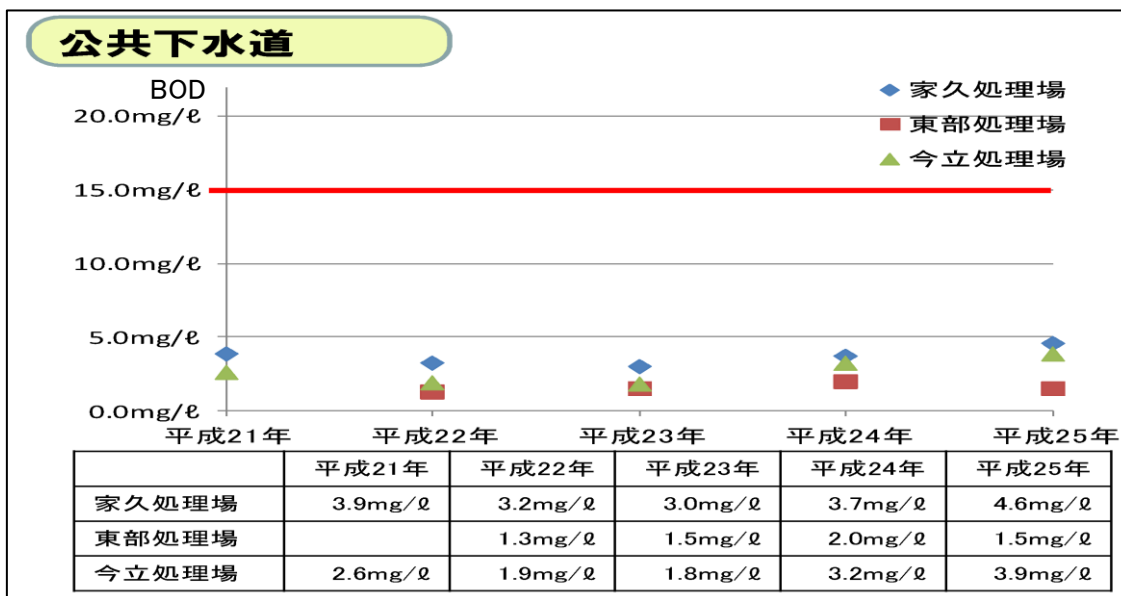 公共下水道
BOD
家久処理場
東部処理場
今立処理場
20.0mg/ℓ
15.0mg/ℓ
10.0mg/ℓ
5.0mg/ℓ
0.0mg/ℓ
平成21年 平成22年 平成23年 平成24年 平成25年
平成21年 平成22年 平成23年 平成24年 平成25年
家久処理場 3.9mg/ℓ 3.2mg/ℓ 3.0mg/ℓ 3.7mg/ℓ 4.6mg/ℓ
東部処理場 1.3mg/ℓ 1.5mg/ℓ 2.0mg/ℓ 1.5mg/ℓ
今立処理場 2.6mg/ℓ 1.9mg/ℓ 1.8mg/ℓ 3.2mg/ℓ 3.9mg/ℓ